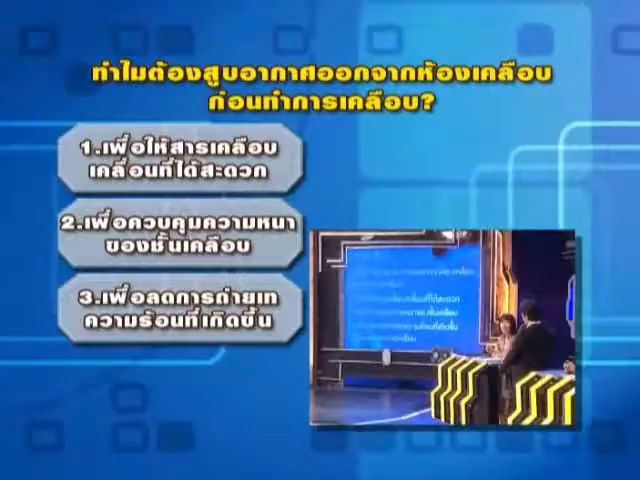 ทำไมต้องสูบอากาศออกจากห้องเคลือบ
ก่อนทำการเคลือบ?
1.เพื่อให้สารเคลือบ
เคลื่อนที่ได้สะดวก
2.เพื่อควบคุมความหนา
ของชั้นเคลือบ
3.เพื่อลดการถ่ายเท
ความร้อนที่เกิดขึ้น